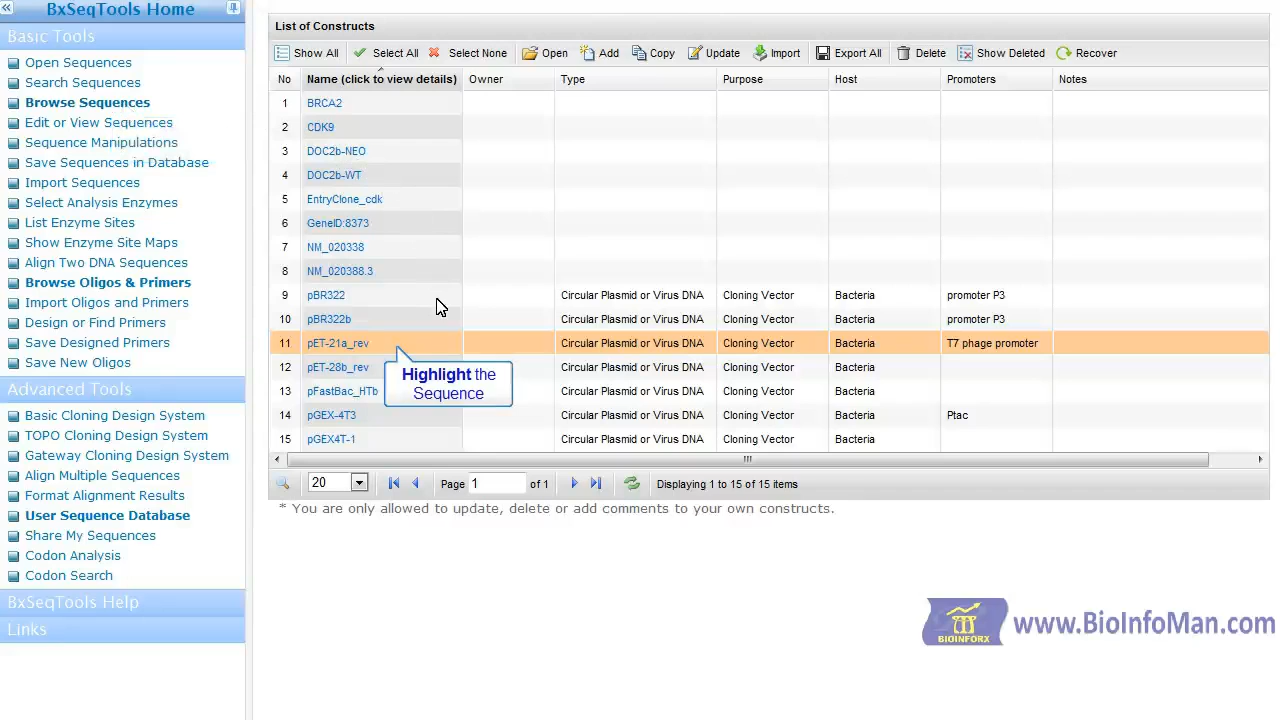 BxSeqTools Home
Basic Tools
Open Sequences
Search Sequences
Browse Sequences
Edit or View Sequences
Sequence Manipulations
Save Sequences in Database
Import Sequences
Select Analysis Enzymes
List Enzyme Sites
Show Enzyme Site Maps
Align Two DNA Sequences
Browse Oligos & Primers
Import Oligos and Primers
Design or Find Primers
Save Designed Primers
Save New Oligos
Advanced Tools
Basic Cloning Design System
TOPO Cloning Design System
Gateway Cloning Design System
Align Multiple Sequences
Format Alignment Results
User Sequence Database
Share My Sequences
Codon Analysis
Codon Search
BxSeqTools Help
Links
List of Constructs
Show All Select All Select None Open Add Copy Update Import Export All Delete Show Deleted Recover
No Name (click to view details) Owner Type Purpose Host Promoters Notes
1 BRCA2
2 CDK9
3 DOC2b-NEO
4 DOC2b-WT
5 EntryClone_cdk
6 GeneID:8373
7 NM_020338
8 NM_020388.3
9 pBR322 Circular Plasmid or Virus DNA Cloning Vector Bacteria promoter P3
10 pBR322b Circular Plasmid or Virus DNA Cloning Vector Bacteria promoter P3
11 pET-21a_rev Circular Plasmid or Virus DNA Cloning Vector Bacteria T7 phage promoter
12 pET-28b_rev Circular Plasmid or Virus DNA Cloning Vector Bacteria
13 pFastBac_HTb Circular Plasmid or Virus DNA Cloning Vector Bacteria
14 pGEX-4T3 Circular Plasmid or Virus DNA Cloning Vector Bacteria Ptac
15 pGEX4T-1 Circular Plasmid or Virus DNA Cloning Vector Bacteria
Highlight the
Sequence
20 Page 1 of 1 Displaying 1 to 15 of 15 items
* You are only allowed to update, delete or add comments to your own constructs.
BIOINFORX
www.BioInfoMan.com